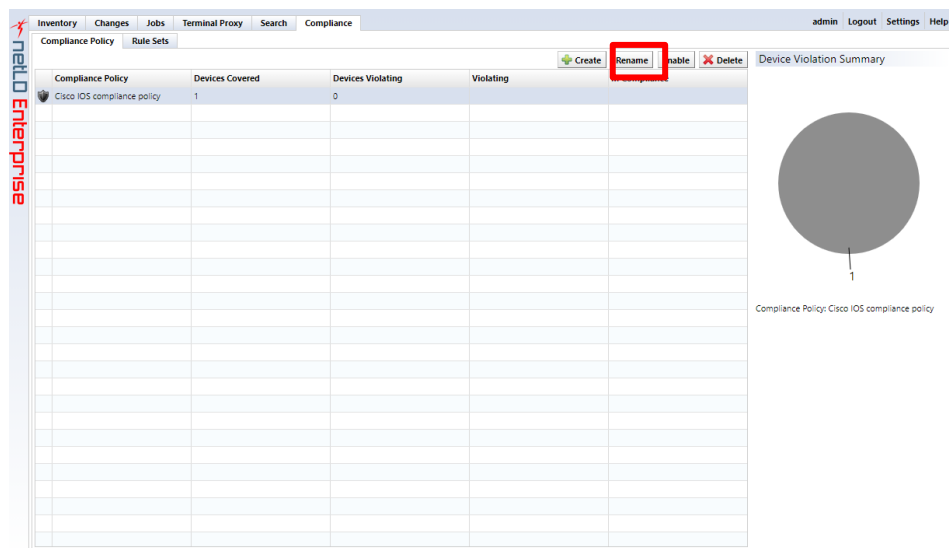 Inventory Changes Jobs Terminal Proxy Search Compliance admin Logout Settings Help
Compliance Policy Rule Sets
Create Rename Delete Device Violation Summary
Compliance Policy Devices Covered Devices Violating Violating
Cisco IOS compliance policy 1 0
1
Compliance Policy: Cisco IOS compliance policy
netLD Enterprise